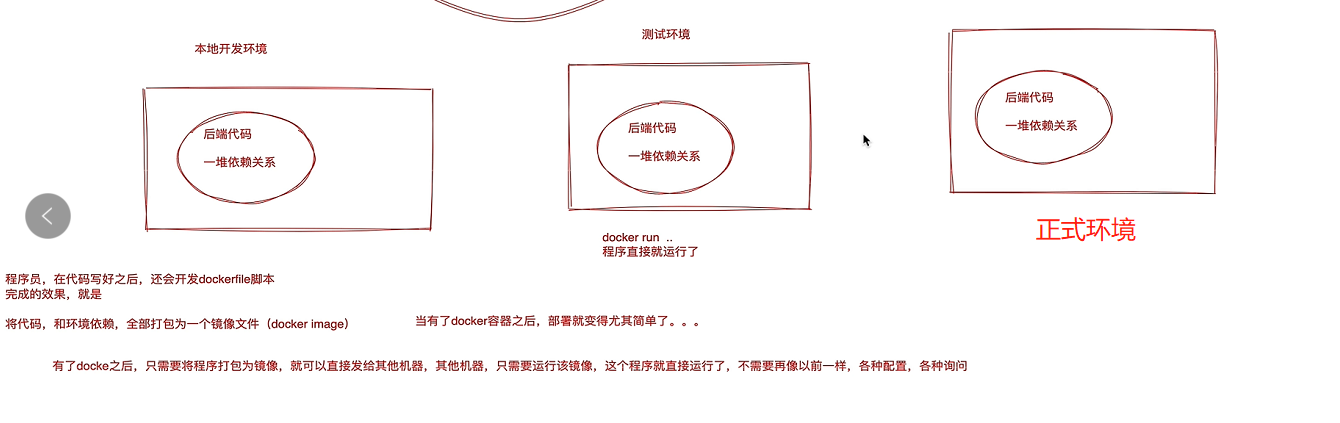 本地开发环境
测试环境
后端代码
一堆依赖关系
后端代码
一堆依赖关系
后端代码
一堆依赖关系
正式环境
docker run ..
程序直接就运行了
程序员，在代码写好之后，还会开发dockerfile脚本
完成的效果，就是
将代码，和环境依赖，全部打包为一个镜像文件（docker image）
当有了docker容器之后，部署就变得尤其简单了。。。
有了docke之后，只需要将程序打包为镜像，就可以直接发给其他机器，其他机器，只需要运行该镜像，这个程序就直接运行了，不需要再像以前一样，各种配置，各种询问